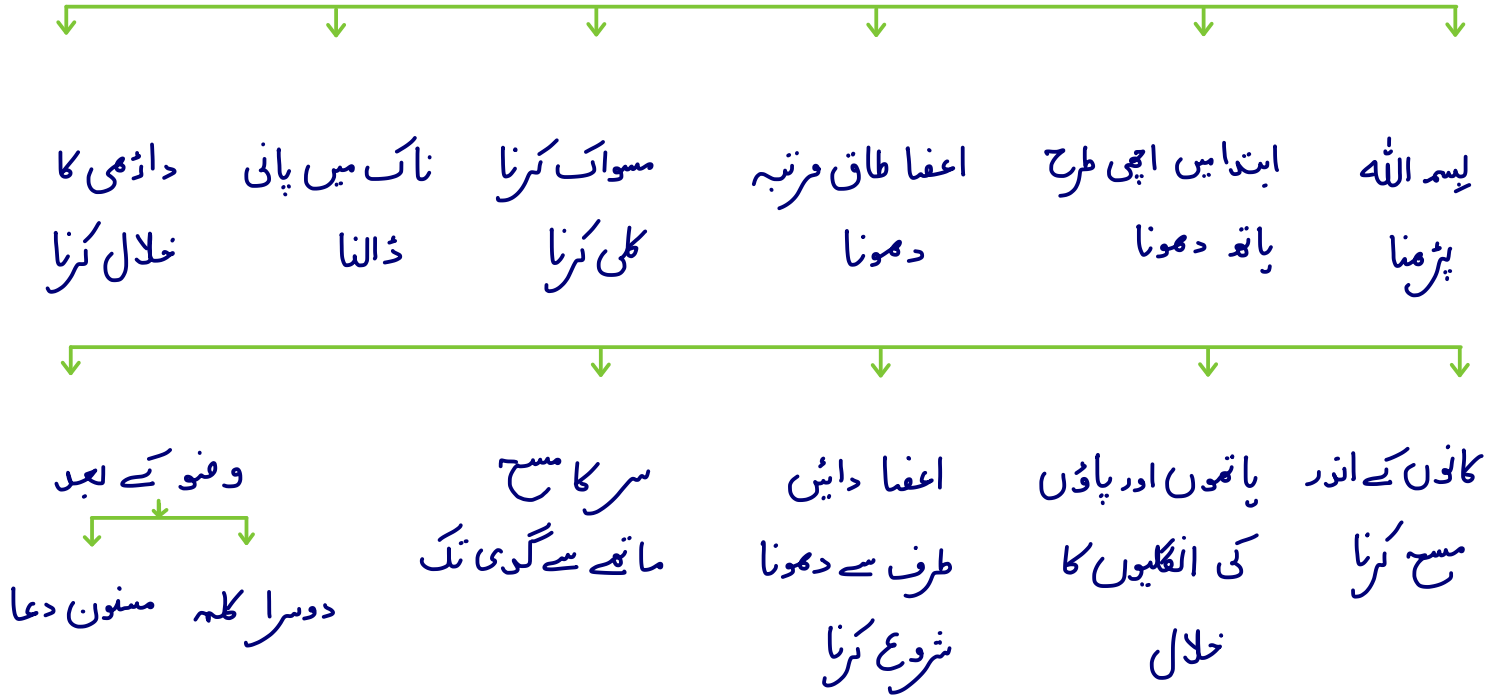 بسم اللّٰہ
پڑھنا
ابتدا میں اچھی طرح
ہاتھ دھونا
اعضا طاق مرتبہ
دھونا
مسواک کرنا
کلی کرنا
ناک میں پانی
ڈالنا
داڑھی کا
خلال کرنا
کانوں کے اندر
مسح کرنا
ہاتھوں اور پاؤں
کی انگلیوں کا
خلال
اعضا دائیں
طرف سے دھونا
شروع کرنا
سر کا مسح
ماتھے سے گدی تک
وضو کے بعد
دوسرا کلمہ
مسنون دعا